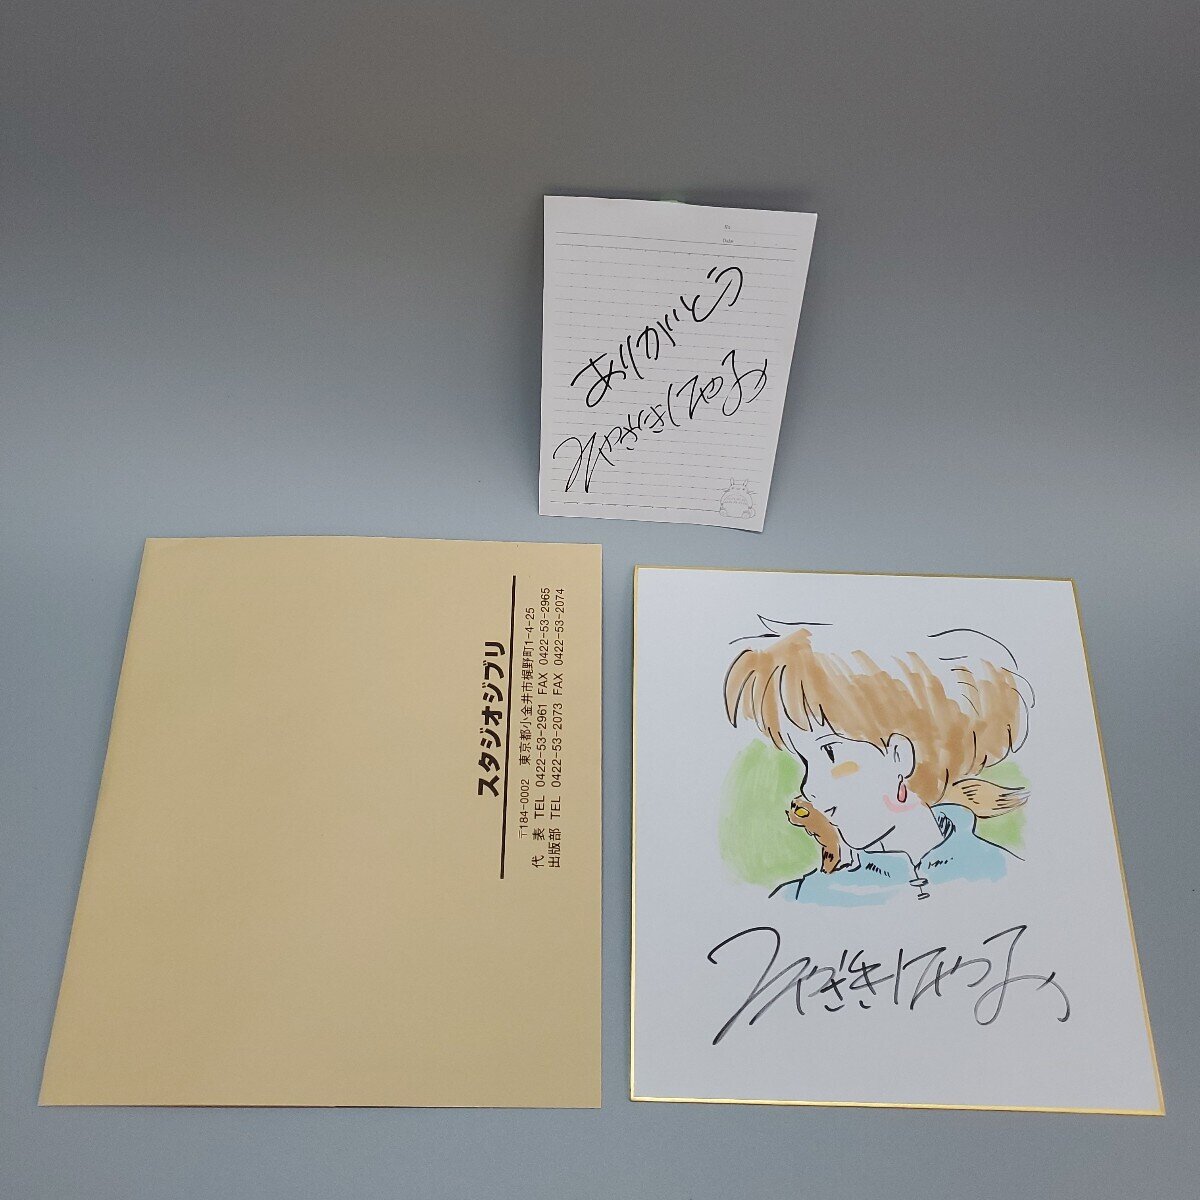 No.
Date
ありがとう
みやざきはやお
スタジオジブリ
〒184-0002 東京都小金井市梶野町1-4-25
代 表 TEL 0422-53-2961 FAX 0422-53-2965
出版部 TEL 0422-53-2073 FAX 0422-53-2074
みやざきはやお